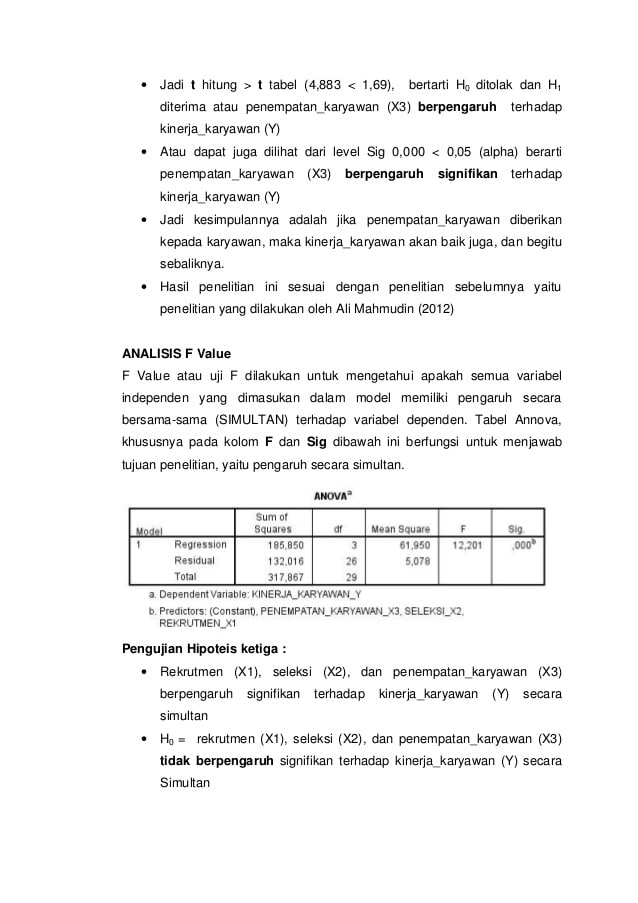 • Jadi t hitung > t tabel (4,883 < 1,69), bertarti H0 ditolak dan H1
diterima atau penempatan_karyawan (X3) berpengaruh terhadap
kinerja_karyawan (Y)
• Atau dapat juga dilihat dari level Sig 0,000 < 0,05 (alpha) berarti
penempatan_karyawan (X3) berpengaruh signifikan terhadap
kinerja_karyawan (Y)
• Jadi kesimpulannya adalah jika penempatan_karyawan diberikan
kepada karyawan, maka kinerja_karyawan akan baik juga, dan begitu
sebaliknya.
• Hasil penelitian ini sesuai dengan penelitian sebelumnya yaitu
penelitian yang dilakukan oleh Ali Mahmudin (2012)
ANALISIS F Value
F Value atau uji F dilakukan untuk mengetahui apakah semua variabel
independen yang dimasukan dalam model memiliki pengaruh secara
bersama-sama (SIMULTAN) terhadap variabel dependen. Tabel Annova,
khususnya pada kolom F dan Sig dibawah ini berfungsi untuk menjawab
tujuan penelitian, yaitu pengaruh secara simultan.
ANOVAa
Model Sum of Squares df Mean Square F Sig.
1 Regression 185,850 3 61,950 12,201 ,000b
Residual 132,016 26 5,078
Total 317,867 29
a. Dependent Variable: KINERJA_KARYAWAN_Y
b. Predictors: (Constant), PENEMPATAN_KARYAWAN_X3, SELEKSI_X2,
REKRUTMEN_X1
Pengujian Hipoteis ketiga :
• Rekrutmen (X1), seleksi (X2), dan penempatan_karyawan (X3)
berpengaruh signifikan terhadap kinerja_karyawan (Y) secara
simultan
• H0 = rekrutmen (X1), seleksi (X2), dan penempatan_karyawan (X3)
tidak berpengaruh signifikan terhadap kinerja_karyawan (Y) secara
Simultan